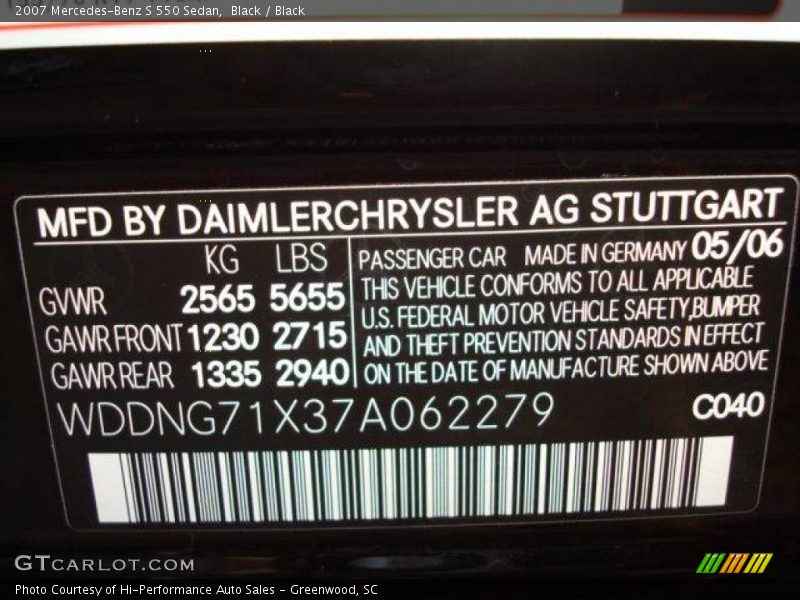 2007 Mercedes-Benz S 550 Sedan, Black / Black
MFD BY DAIMLERCHRYSLER AG STUTTGART
KG LBS
GVWR 2565 5655
GAWR FRONT 1230 2715
GAWR REAR 1335 2940
PASSENGER CAR MADE IN GERMANY 05/06
THIS VEHICLE CONFORMS TO ALL APPLICABLE
U.S. FEDERAL MOTOR VEHICLE SAFETY,BUMPER
AND THEFT PREVENTION STANDARDS IN EFFECT
ON THE DATE OF MANUFACTURE SHOWN ABOVE
WDDNG71X37A062279 C040
GTCARLOT.COM
Photo Courtesy of Hi-Performance Auto Sales - Greenwood, SC